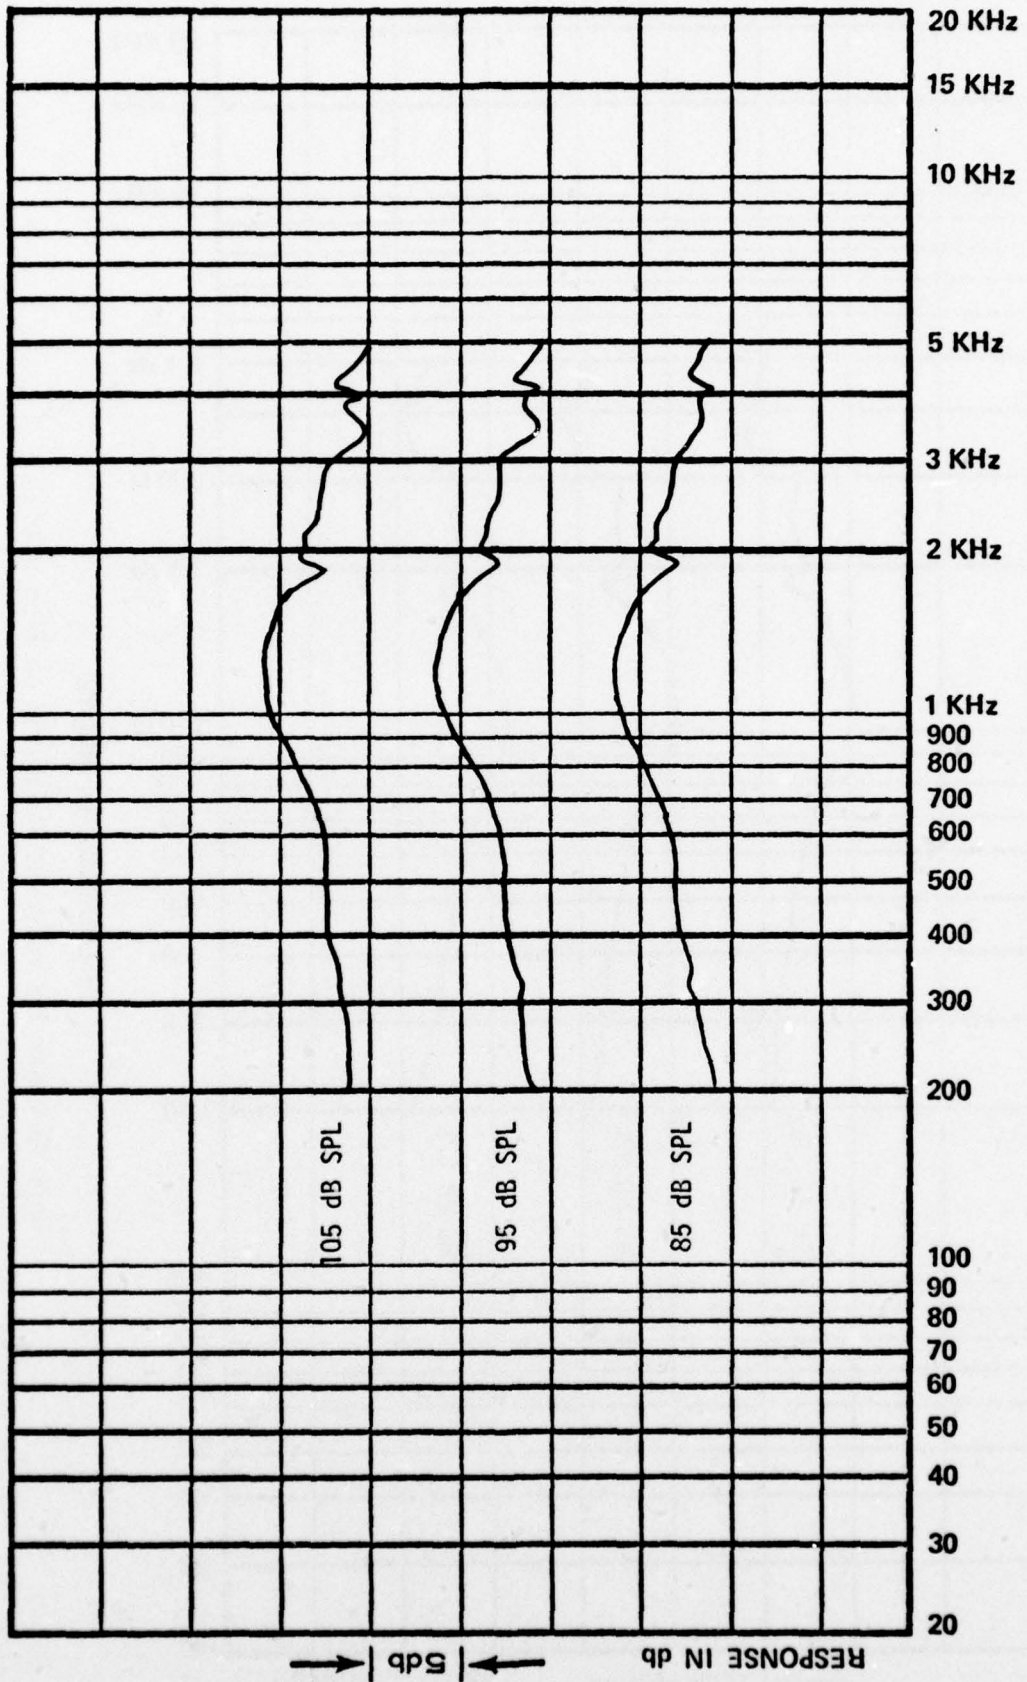 20 KHz
15 KHz
10 KHz
5 KHz
3 KHz
2 KHz
1 KHz
900
800
700
600
500
400
300
200
100
90
80
70
60
50
40
30
20
105 dB SPL
95 dB SPL
85 dB SPL
RESPONSE IN db
5db